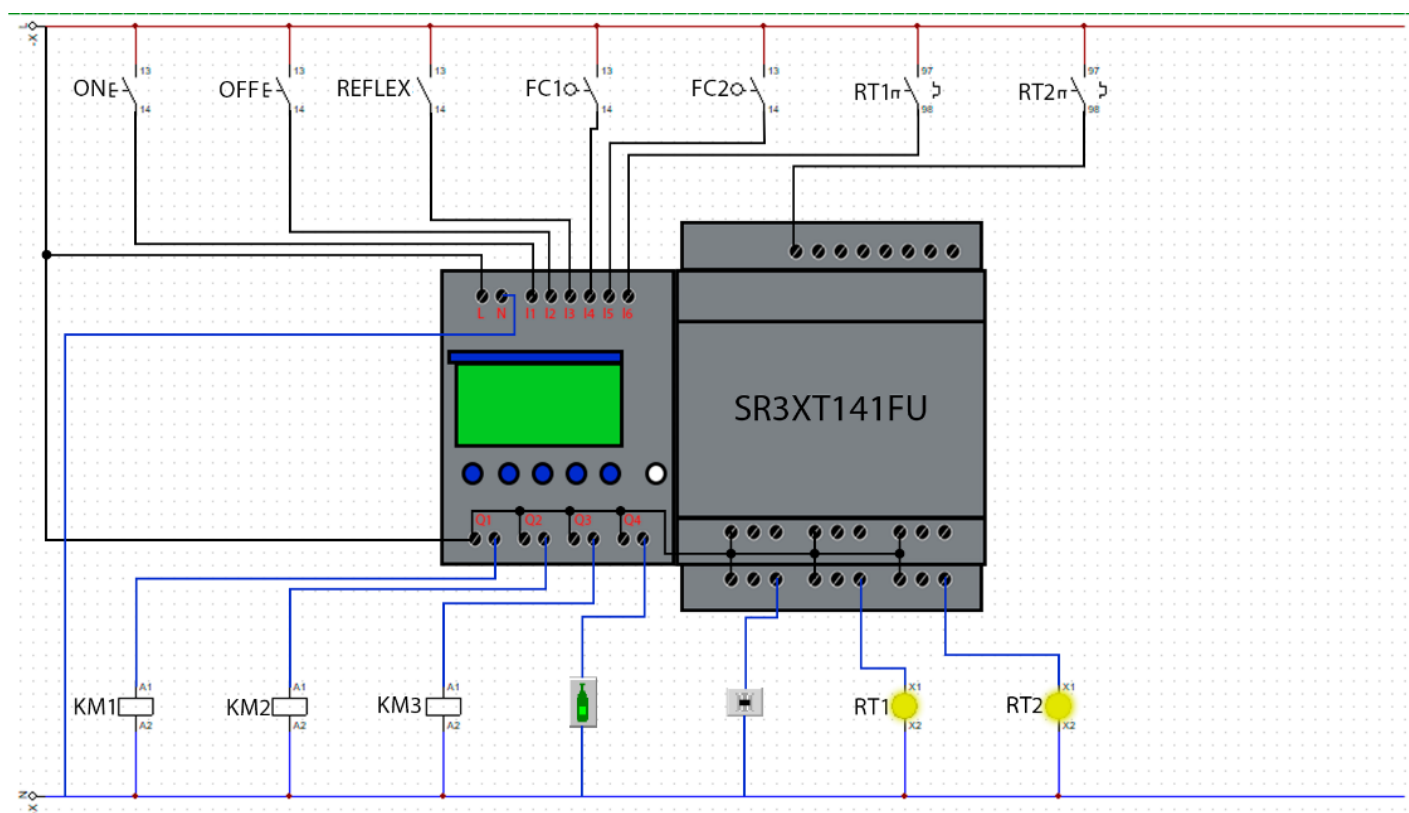 L
-X
13 13 13 13 13 97 97
ON OFF REFLEX FC1 FC2 RT1 RT2
14 14 14 14 14 98 98
L N I1 I2 I3 I4 I5 I6
SR3XT141FU
Q1 Q2 Q3 Q4
A1 A1 A1 X1 X1
KM1 KM2 KM3 RT1 RT2
A2 A2 A2 X2 X2
N
X